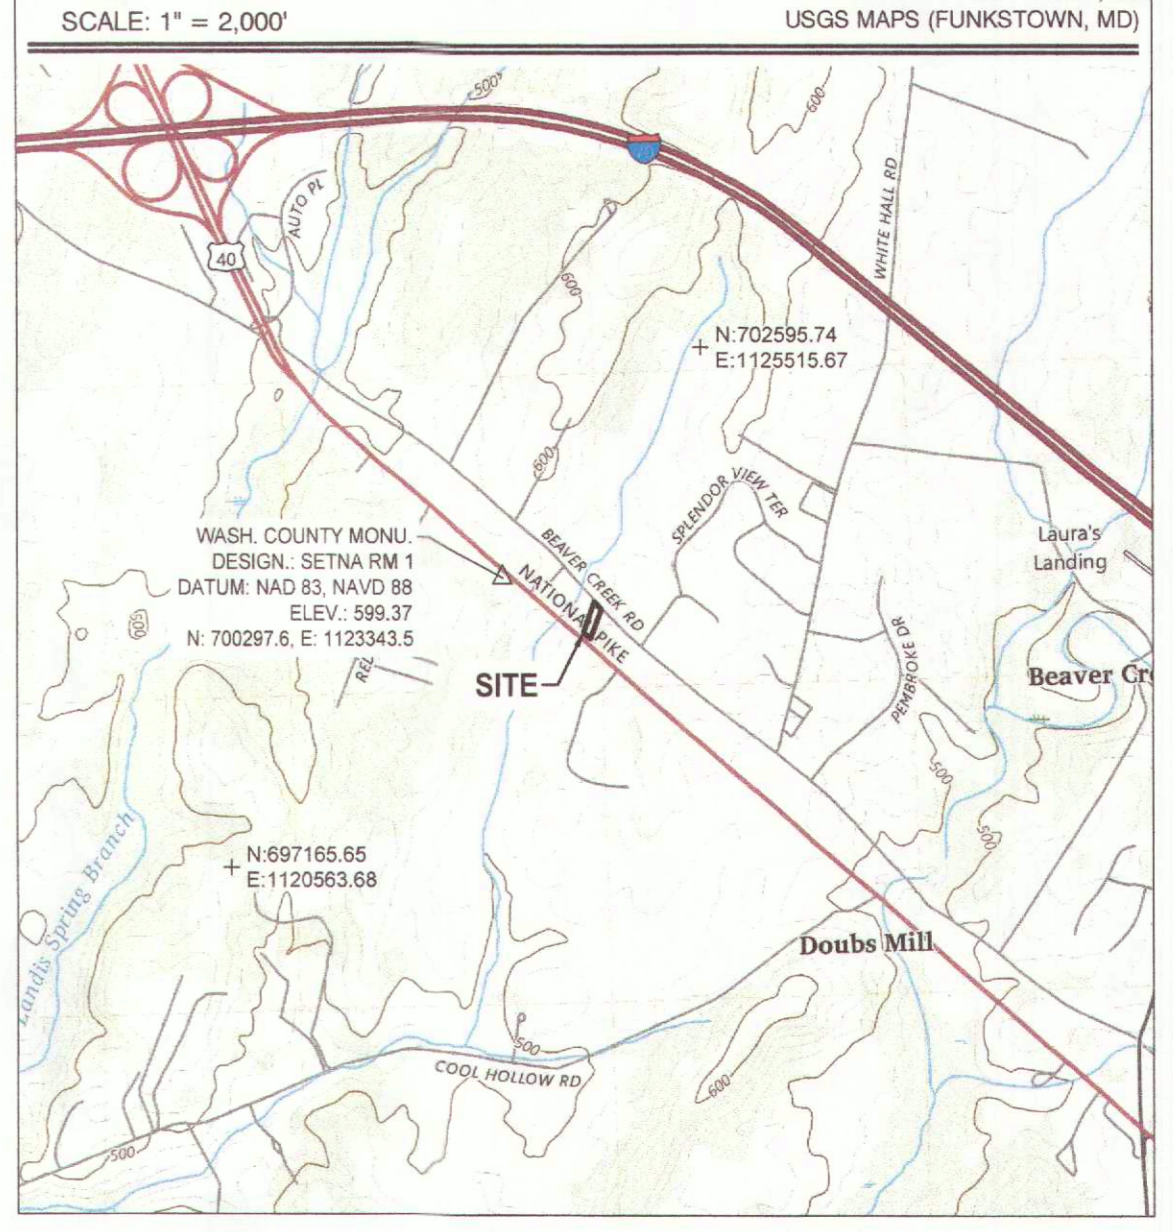 SCALE: 1" = 2,000'
USGS MAPS (FUNKSTOWN, MD)
500
600
AUTO PL
WHITE HALL RD
40
600
N:702595.74
E:1125515.67
600
SPLENDOR VIEW TER
WASH. COUNTY MONU.
DESIGN.: SETNA RM 1
DATUM: NAD 83, NAVD 88
ELEV.: 599.37
N: 700297.6, E: 1123343.5
BEAVER CREEK RD
NATIONAL PIKE
Laura's
Landing
500
REL
SITE
PEMBROKE DR
Beaver Cre
500
500
Landis Spring Branch
N:697165.65
E:1120563.68
Doubs Mill
500
COOL HOLLOW RD
600
500